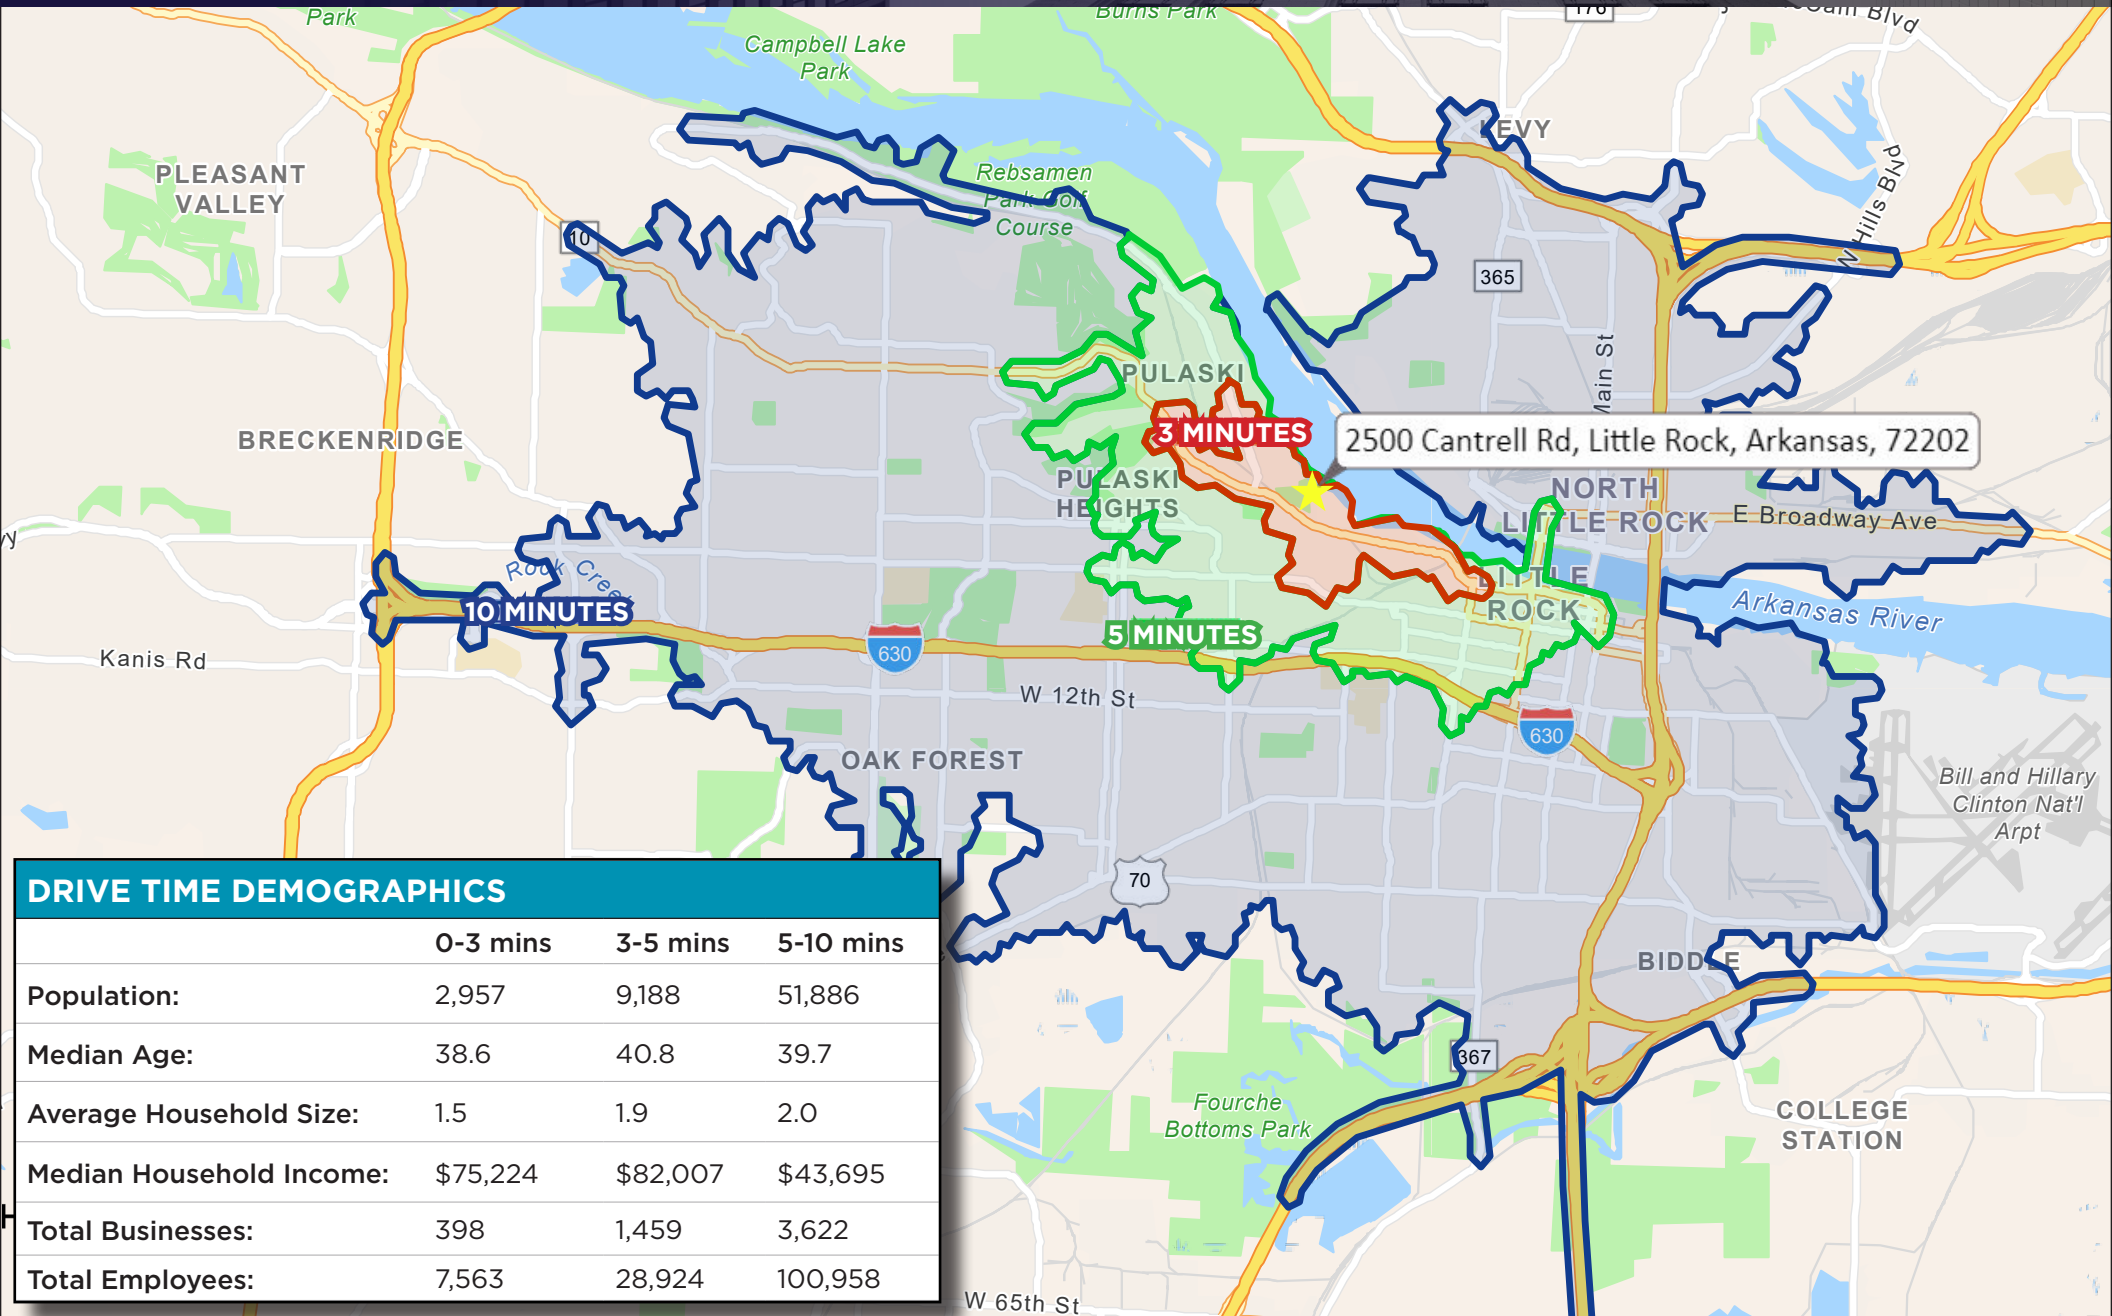 Park
Burns Park
176
Campbell Lake
Park
LEVY
PLEASANT
VALLEY
Rebsamen
Park Golf
Course
N Hills Blvd
10
365
Main St
PULASKI
3 MINUTES
2500 Cantrell Rd, Little Rock, Arkansas, 72202
BRECKENRIDGE
PULASKI
HEIGHTS
NORTH
LITTLE ROCK
E Broadway Ave
Rock Creek
10 MINUTES
LITTLE
ROCK
Arkansas River
5 MINUTES
630
Kanis Rd
W 12th St
630
OAK FOREST
Bill and Hillary
Clinton Nat'l
Arpt
70
BIDDLE
367
Fourche
Bottoms Park
COLLEGE
STATION
W 65th St
DRIVE TIME DEMOGRAPHICS
0-3 mins 3-5 mins 5-10 mins
Population: 2,957 9,188 51,886
Median Age: 38.6 40.8 39.7
Average Household Size: 1.5 1.9 2.0
Median Household Income: $75,224 $82,007 $43,695
Total Businesses: 398 1,459 3,622
Total Employees: 7,563 28,924 100,958